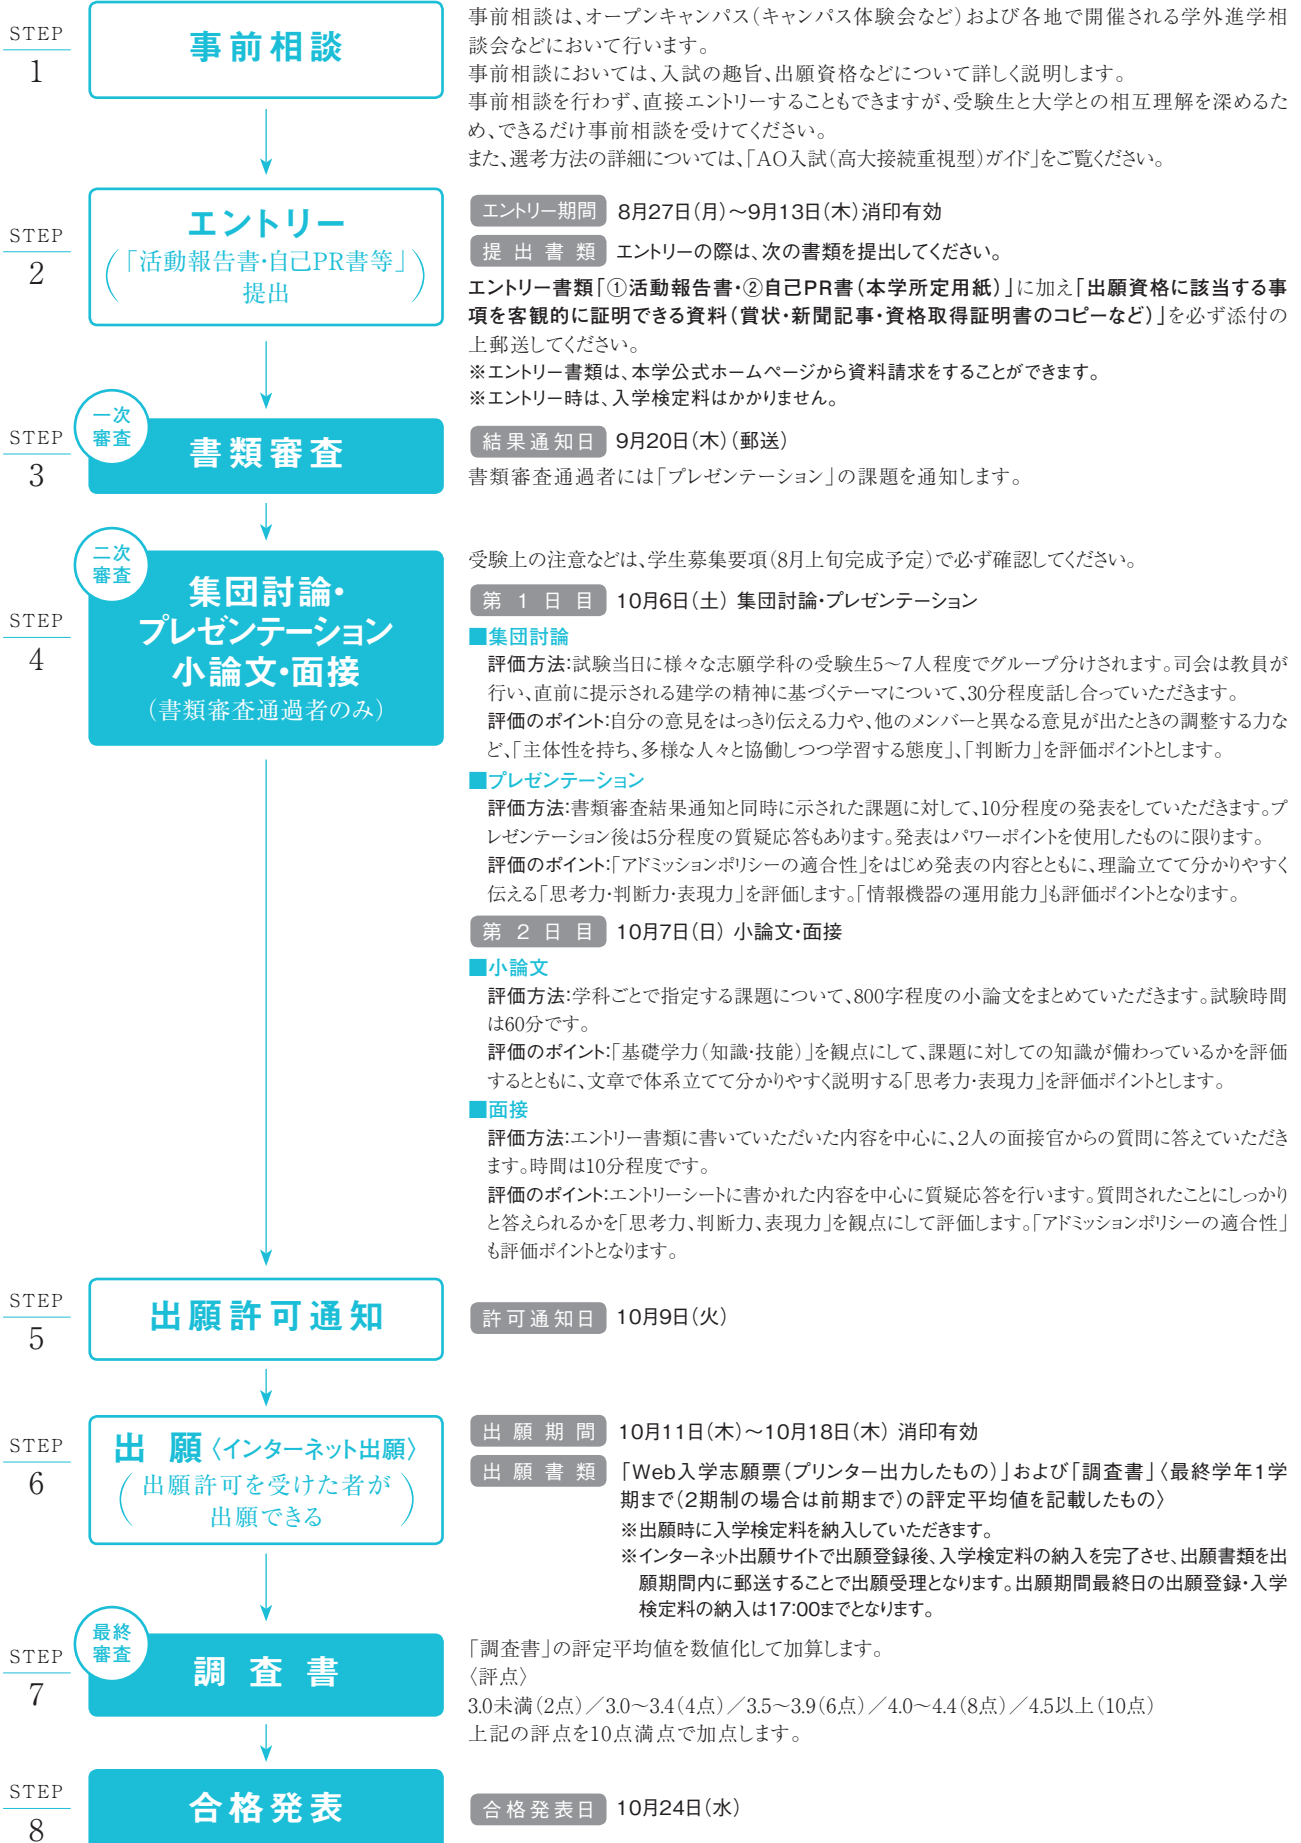 STEP
1
事前相談
事前相談は、オープンキャンパス（キャンパス体験会など）および各地で開催される学外進学相
談会などにおいて行います。
事前相談においては、入試の趣旨、出願資格などについて詳しく説明します。
事前相談を行わず、直接エントリーすることもできますが、受験生と大学との相互理解を深めるた
め、できるだけ事前相談を受けてください。
また、選考方法の詳細については、「AO入試（高大接続重視型）ガイド」をご覧ください。
STEP
2
エントリー
（「活動報告書・自己PR書等」
提出）
エントリー期間 8月27日（月）～9月13日（木）消印有効
提出書類 エントリーの際は、次の書類を提出してください。
エントリー書類「①活動報告書・②自己PR書（本学所定用紙）」に加え「出願資格に該当する事
項を客観的に証明できる資料（賞状・新聞記事・資格取得証明書のコピーなど）」を必ず添付の
上郵送してください。
※エントリー書類は、本学公式ホームページから資料請求をすることができます。
※エントリー時は、入学検定料はかかりません。
STEP
3
一次
審査
書類審査
結果通知日 9月20日（木）（郵送）
書類審査通過者には「プレゼンテーション」の課題を通知します。
STEP
4
二次
審査
集団討論・
プレゼンテーション
小論文・面接
（書類審査通過者のみ）
受験上の注意などは、学生募集要項（8月上旬完成予定）で必ず確認してください。
第1日目 10月6日（土） 集団討論・プレゼンテーション
■集団討論
評価方法：試験当日に様々な志願学科の受験生5～7人程度でグループ分けされます。司会は教員が
行い、直前に提示される建学の精神に基づくテーマについて、30分程度話し合っていただきます。
評価のポイント：自分の意見をはっきり伝える力や、他のメンバーと異なる意見が出たときの調整する力な
ど、「主体性を持ち、多様な人々と協働しつつ学習する態度」、「判断力」を評価ポイントとします。
■プレゼンテーション
評価方法：書類審査結果通知と同時に示された課題に対して、10分程度の発表をしていただきます。プ
レゼンテーション後は5分程度の質疑応答もあります。発表はパワーポイントを使用したものに限ります。
評価のポイント：「アドミッションポリシーの適合性」をはじめ発表の内容とともに、理論立てて分かりやすく
伝える「思考力・判断力・表現力」を評価します。「情報機器の運用能力」も評価ポイントとなります。
第2日目 10月7日（日） 小論文・面接
■小論文
評価方法：学科ごとで指定する課題について、800字程度の小論文をまとめていただきます。試験時間
は60分です。
評価のポイント：「基礎学力（知識・技能）」を観点にして、課題に対しての知識が備わっているかを評価
するとともに、文章で体系立てて分かりやすく説明する「思考力・表現力」を評価ポイントとします。
■面接
評価方法：エントリー書類に書いていただいた内容を中心に、2人の面接官からの質問に答えていただき
ます。時間は10分程度です。
評価のポイント：エントリーシートに書かれた内容を中心に質疑応答を行います。質問されたことにしっかり
と答えられるかを「思考力、判断力、表現力」を観点にして評価します。「アドミッションポリシーの適合性」
も評価ポイントとなります。
STEP
5
出願許可通知
許可通知日 10月9日（火）
STEP
6
出 願〈インターネット出願〉
（出願許可を受けた者が
出願できる）
出願期間 10月11日（木）～10月18日（木） 消印有効
出願書類 「Web入学志願票（プリンター出力したもの）」および「調査書」〈最終学年1学
期まで（2期制の場合は前期まで）の評定平均値を記載したもの〉
※出願時に入学検定料を納入していただきます。
※インターネット出願サイトで出願登録後、入学検定料の納入を完了させ、出願書類を出
願期間内に郵送することで出願受理となります。出願期間最終日の出願登録・入学
検定料の納入は17：00までとなります。
STEP
7
最終
審査
調査書
「調査書」の評定平均値を数値化して加算します。
〈評点〉
3.0未満（2点）／3.0～3.4（4点）／3.5～3.9（6点）／4.0～4.4（8点）／4.5以上（10点）
上記の評点を10点満点で加点します。
STEP
8
合格発表
合格発表日 10月24日（水）